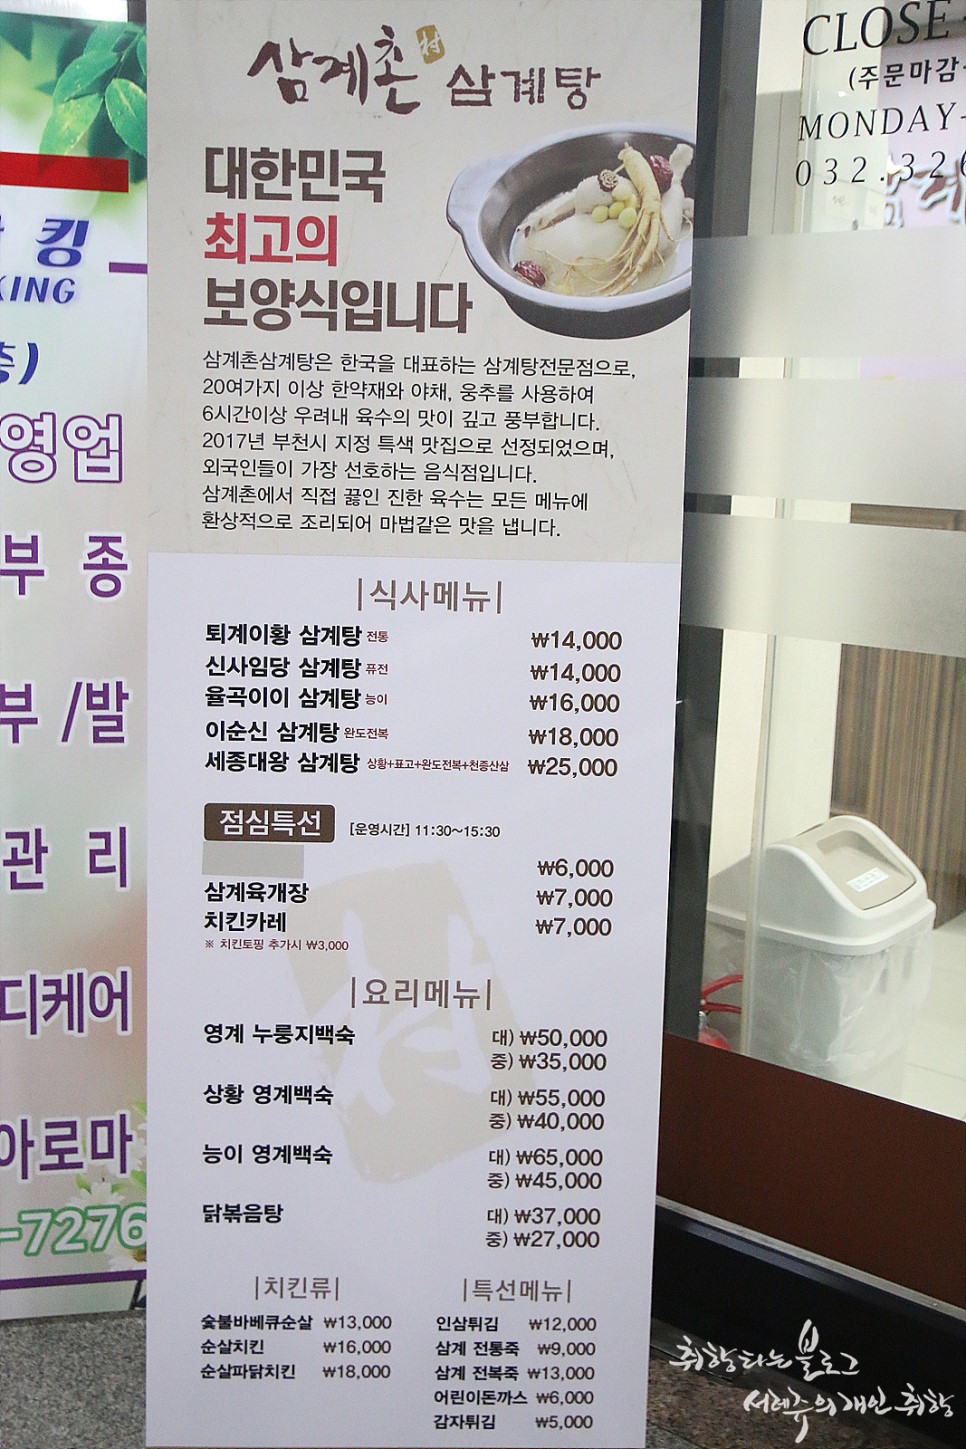 삼계촌 村 삼계탕
대한민국
최고의
보양식입니다
삼계촌삼계탕은 한국을 대표하는 삼계탕전문점으로,
20여가지 이상 한약재와 야채, 웅추를 사용하여
6시간이상 우려내 육수의 맛이 깊고 풍부합니다.
2017년 부천시 지정 특색 맛집으로 선정되었으며,
외국인들이 가장 선호하는 음식점입니다.
삼계촌에서 직접 끓인 진한 육수는 모든 메뉴에
환상적으로 조리되어 마법같은 맛을 냅니다.
|식사메뉴|
퇴계이황 삼계탕 전통 ₩14,000
신사임당 삼계탕 퓨전 ₩14,000
율곡이이 삼계탕 능이 ₩16,000
이순신 삼계탕 완도전복 ₩18,000
세종대왕 삼계탕 상황+표고+완도전복+천종산삼 ₩25,000
점심특선 [운영시간] 11:30~15:30
₩6,000
삼계육개장 ₩7,000
치킨카레 ₩7,000
※ 치킨토핑 추가시 ₩3,000
|요리메뉴|
영계 누룽지백숙 대) ₩50,000
중) ₩35,000
상황 영계백숙 대) ₩55,000
중) ₩40,000
능이 영계백숙 대) ₩65,000
중) ₩45,000
닭볶음탕 대) ₩37,000
중) ₩27,000
|치킨류|
숯불바베큐순살 ₩13,000
순살치킨 ₩16,000
순살파닭치킨 ₩18,000
|특선메뉴|
인삼튀김 ₩12,000
삼계 전통죽 ₩9,000
삼계 전복죽 ₩13,000
어린이돈까스 ₩6,000
감자튀김 ₩5,000
킹
KING
층)
영업
부 종
부 /발
관 리
디케어
아로마
-7276
CLOSE
(주문마감
MONDAY
032.326
취향타는 블로그
서레쥬의 개인 취향